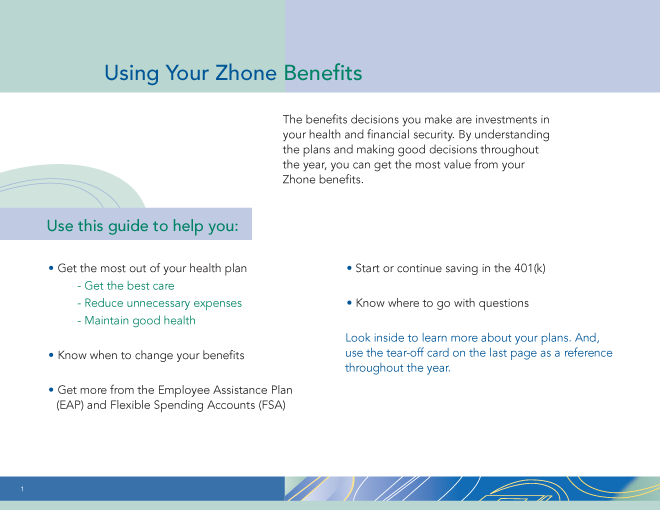 Using Your Zhone Benefits
The benefits decisions you make are investments in
your health and financial security. By understanding
the plans and making good decisions throughout
the year, you can get the most value from your
Zhone benefits.
Use this guide to help you:
• Get the most out of your health plan
- Get the best care
- Reduce unnecessary expenses
- Maintain good health
• Know when to change your benefits
• Get more from the Employee Assistance Plan
(EAP) and Flexible Spending Accounts (FSA)
• Start or continue saving in the 401(k)
• Know where to go with questions
Look inside to learn more about your plans. And,
use the tear-off card on the last page as a reference
throughout the year.
1